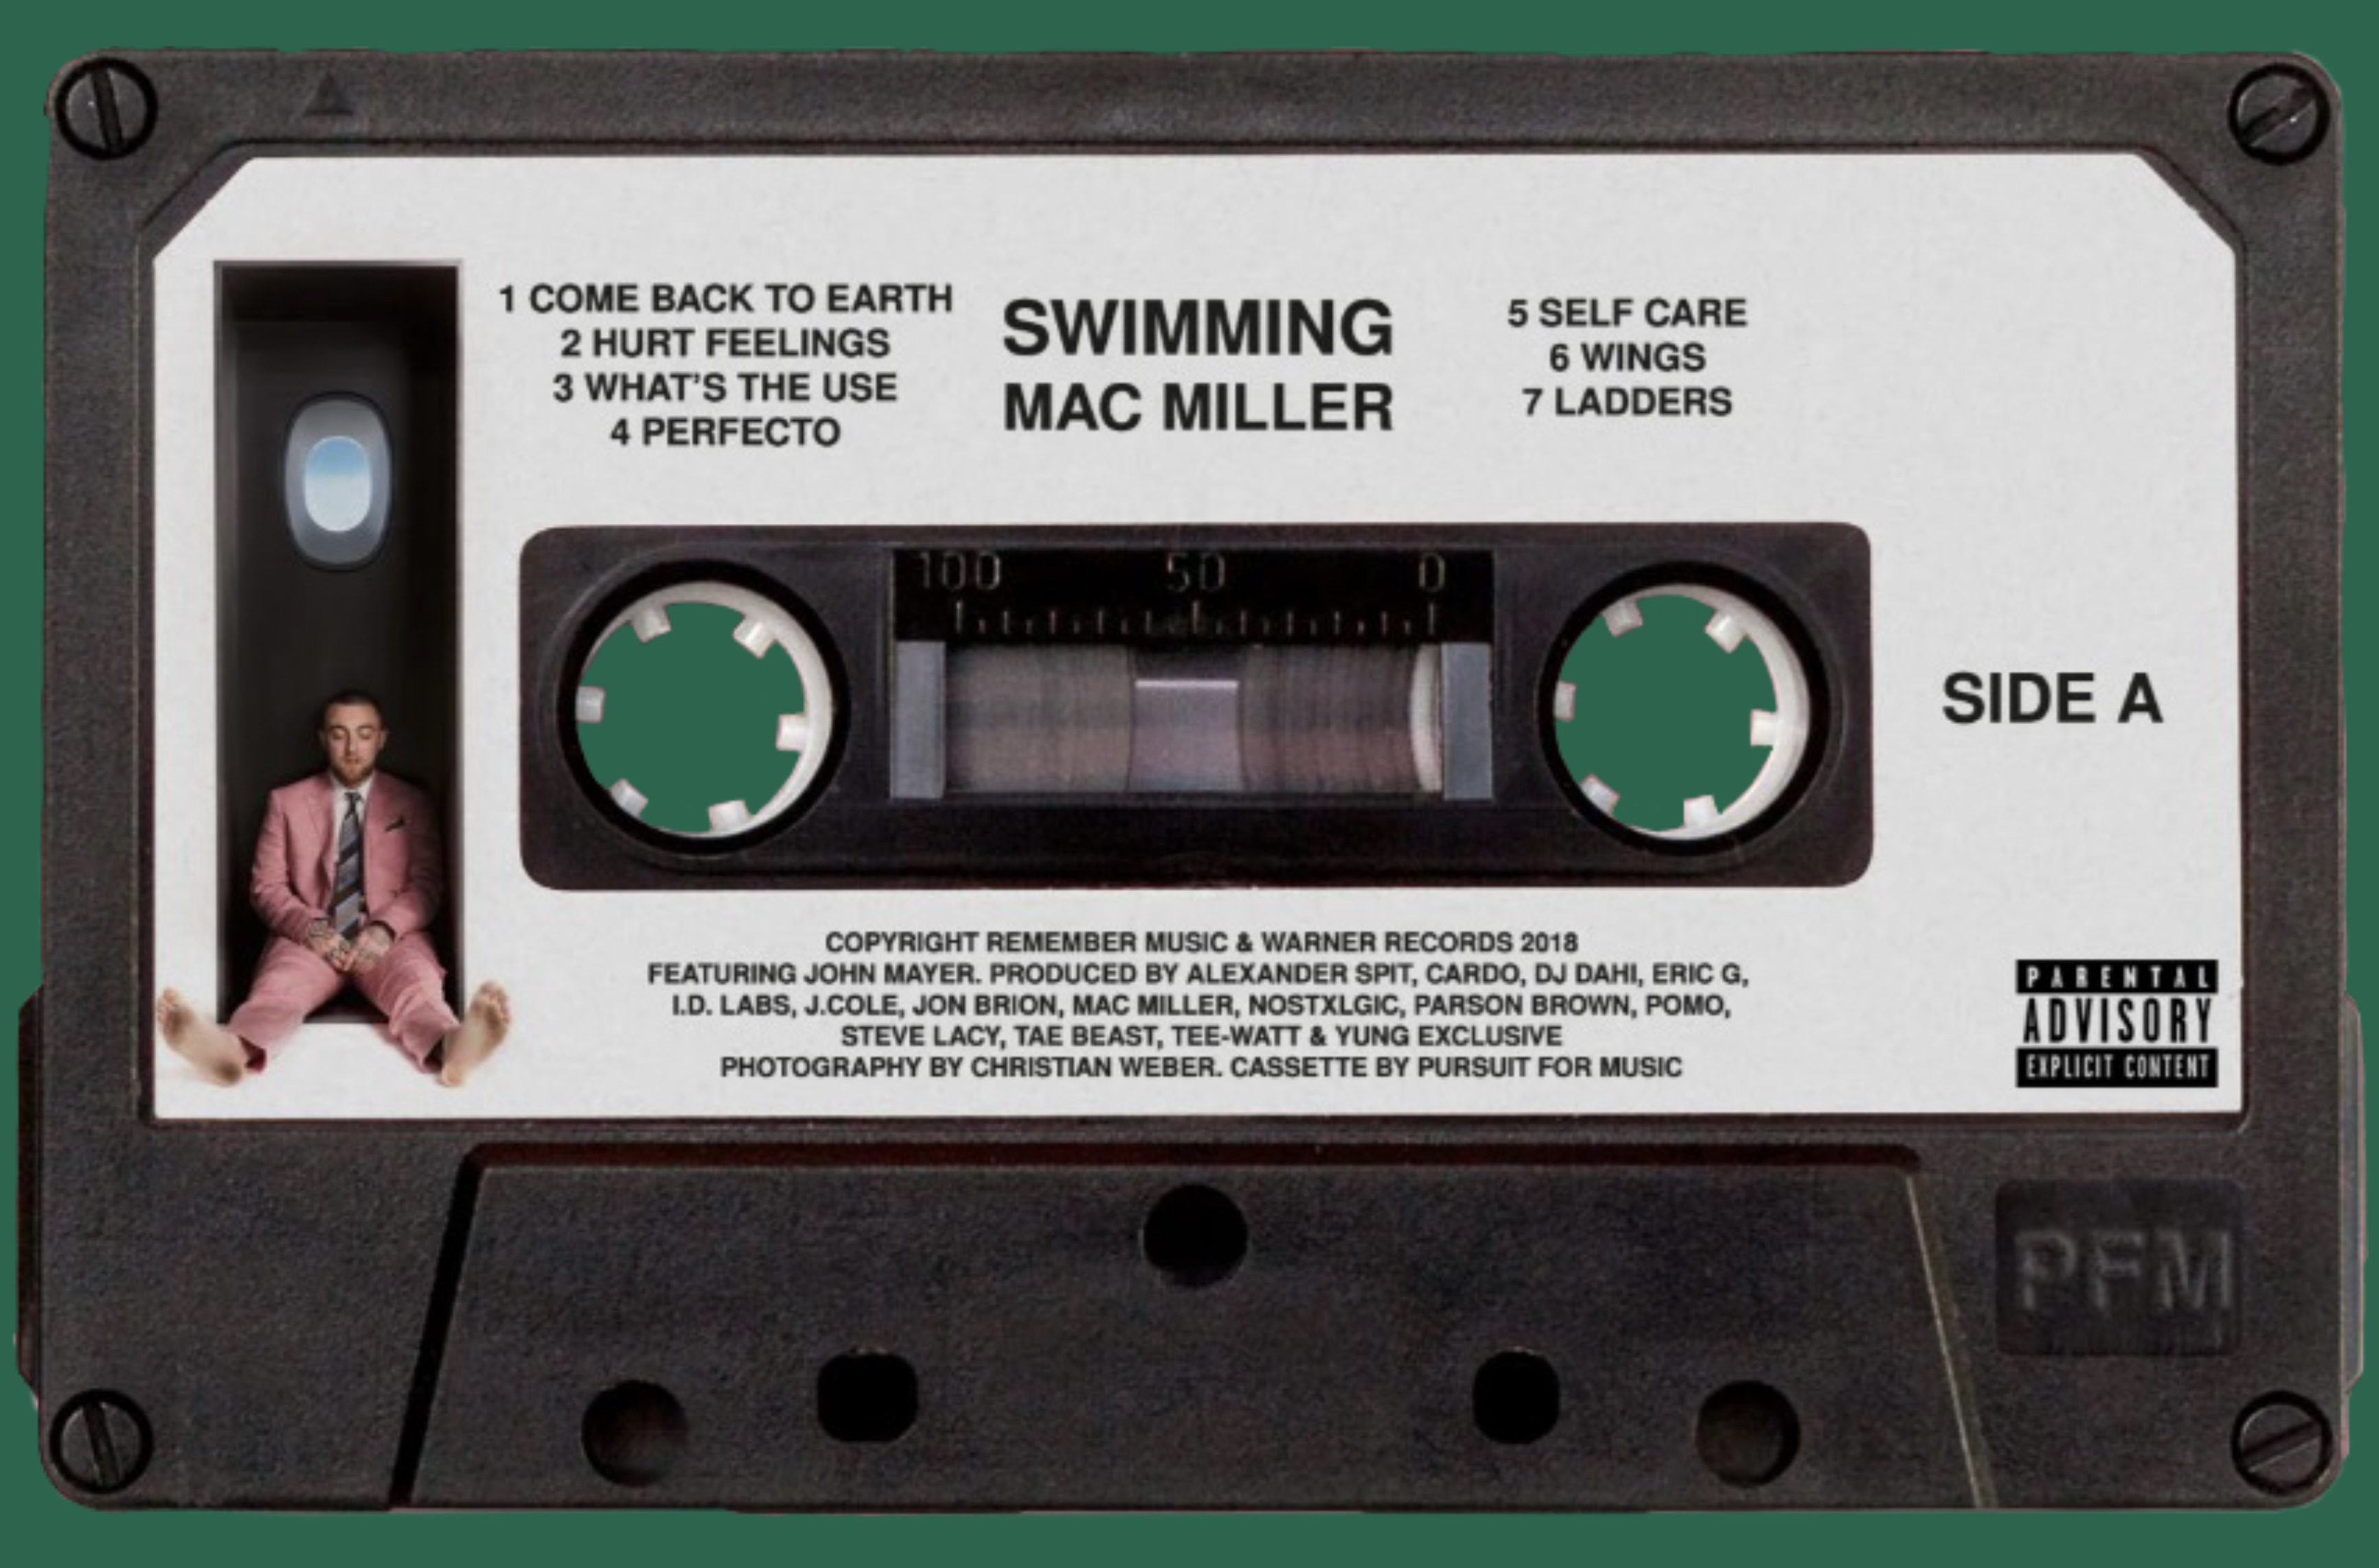 1 COME BACK TO EARTH
2 HURT FEELINGS
3 WHAT'S THE USE
4 PERFECTO
SWIMMING
MAC MILLER
5 SELF CARE
6 WINGS
7 LADDERS
100 50 0
SIDE A
COPYRIGHT REMEMBER MUSIC & WARNER RECORDS 2018
FEATURING JOHN MAYER. PRODUCED BY ALEXANDER SPIT, CARDO, DJ DAHI, ERIC G,
I.D. LABS, J.COLE, JON BRION, MAC MILLER, NOSTXLGIC, PARSON BROWN, POMO,
STEVE LACY, TAE BEAST, TEE-WATT & YUNG EXCLUSIVE
PHOTOGRAPHY BY CHRISTIAN WEBER. CASSETTE BY PURSUIT FOR MUSIC
PARENTAL
ADVISORY
EXPLICIT CONTENT
PFM